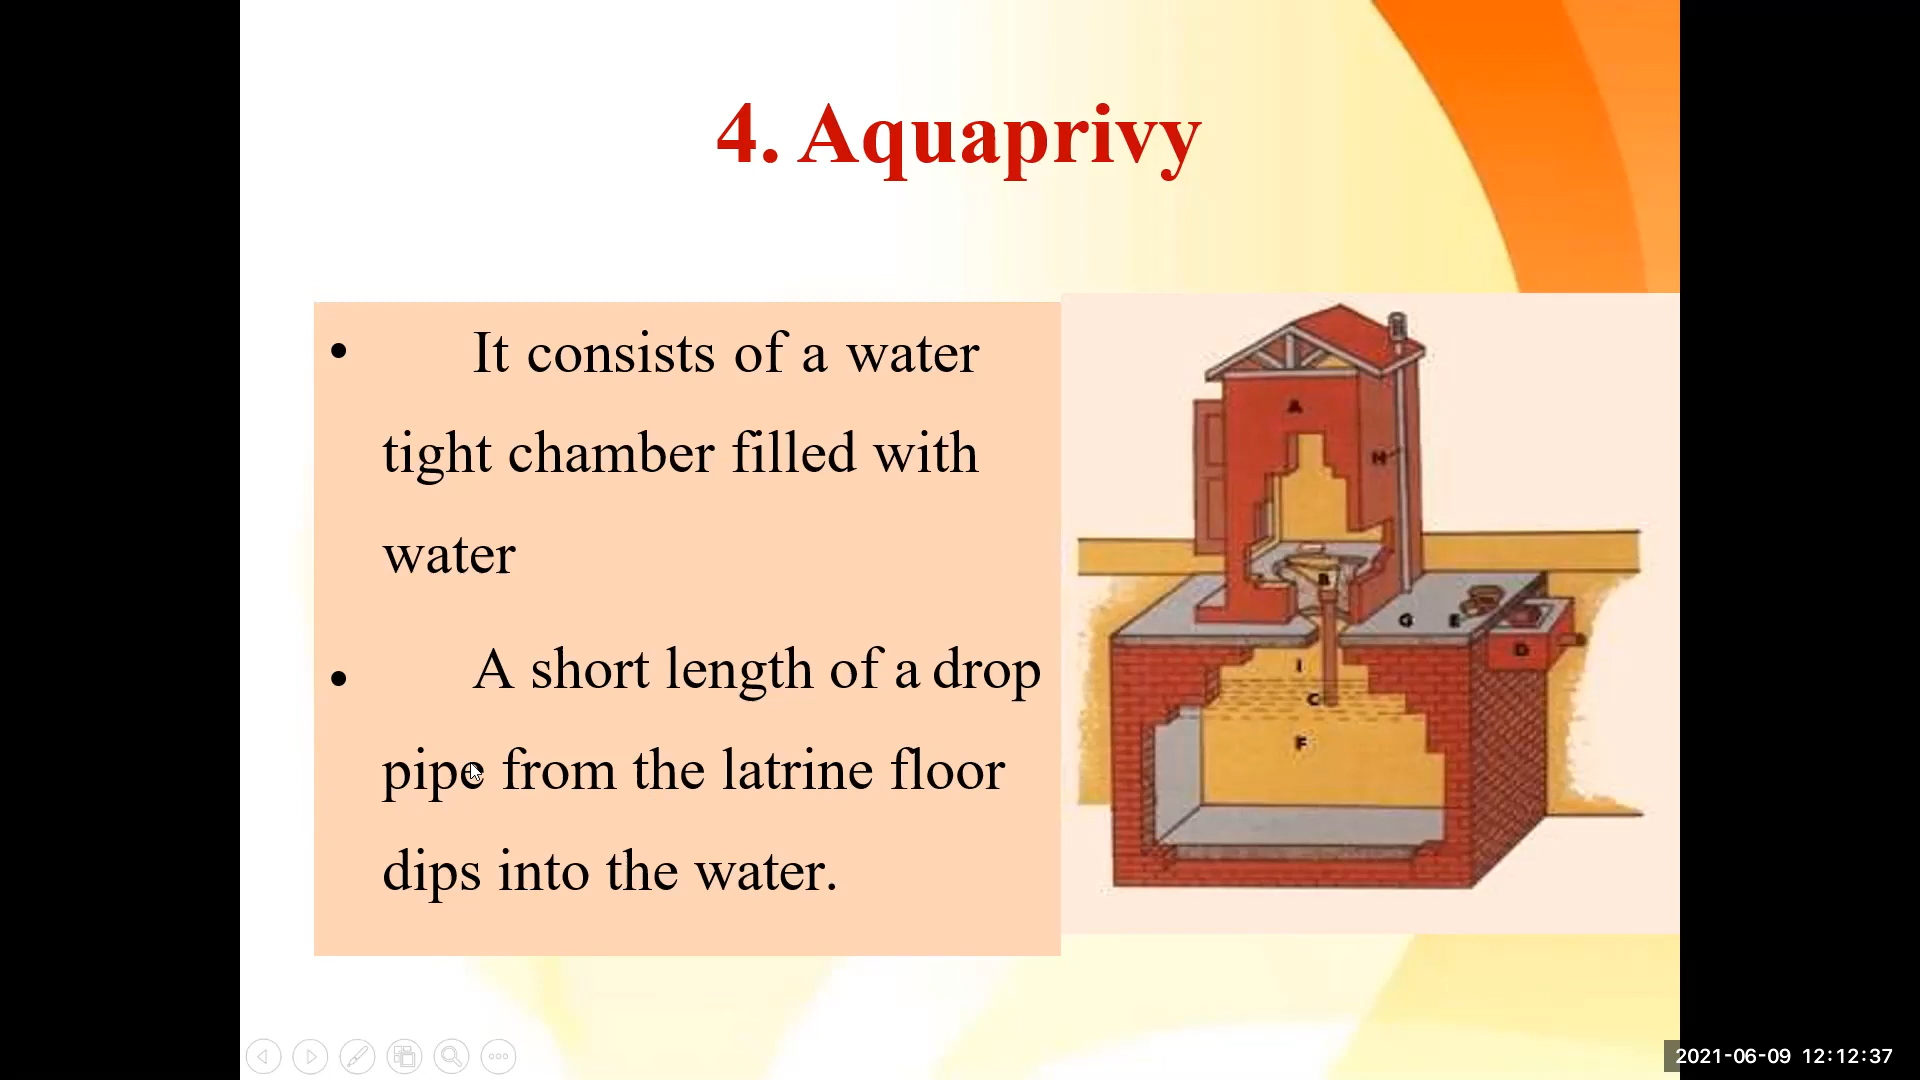 4. Aquaprivy
• It consists of a water
tight chamber filled with
water
• A short length of a drop
pipe from the latrine floor
dips into the water.
A
H
B
G E
D
I
C
F
2021-06-09 12:12:37